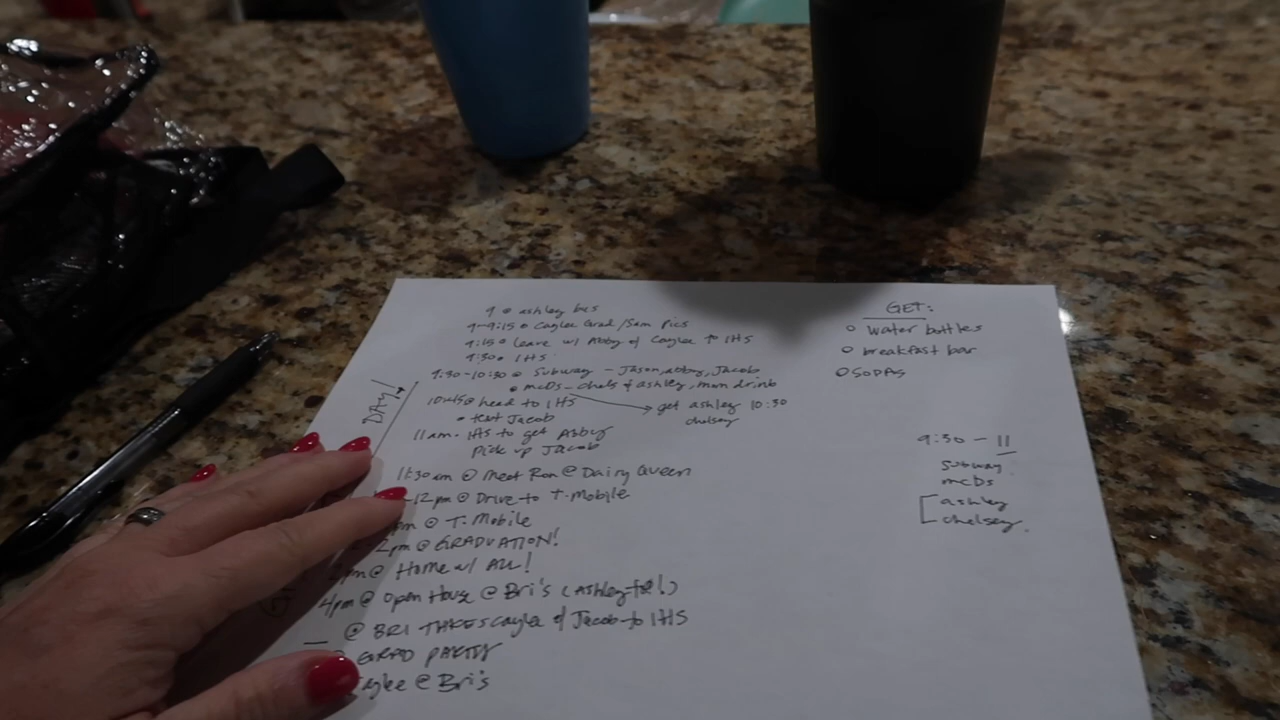 9 @ ashley bus
9-9:15 @ Caylee Grad/Sam Pics
9:15 @ Leave w/ Abby & Caylee to IHS
9:30 @ IHS
9:30-10:30 @ Subway - Jason, abby, Jacob
@ mcDs - chels & ashley, mum drink
10:45 @ head to IHS
get ashley 10:30
chelsey
• text Jacob
11am. IHS to get Abby
pick up Jacob
11:30am @ Meet Ron @ Dairy Queen
-12pm @ Drive to T.Mobile
pm @ T.Mobile
2pm @ GRADUATION!
pm @ Home w/ ALL!
4pm @ Open House @ Bri's (Ashley-too!)
@ BRI TAKES Caylee & Jacob to IHS
@ GRAD PARTY
aylee @ Bri's
DAY!
GET:
○ water bottles
○ breakfast bar
○ SODAS
9:30 - 11
subway
mcDs
ashley
chelsey